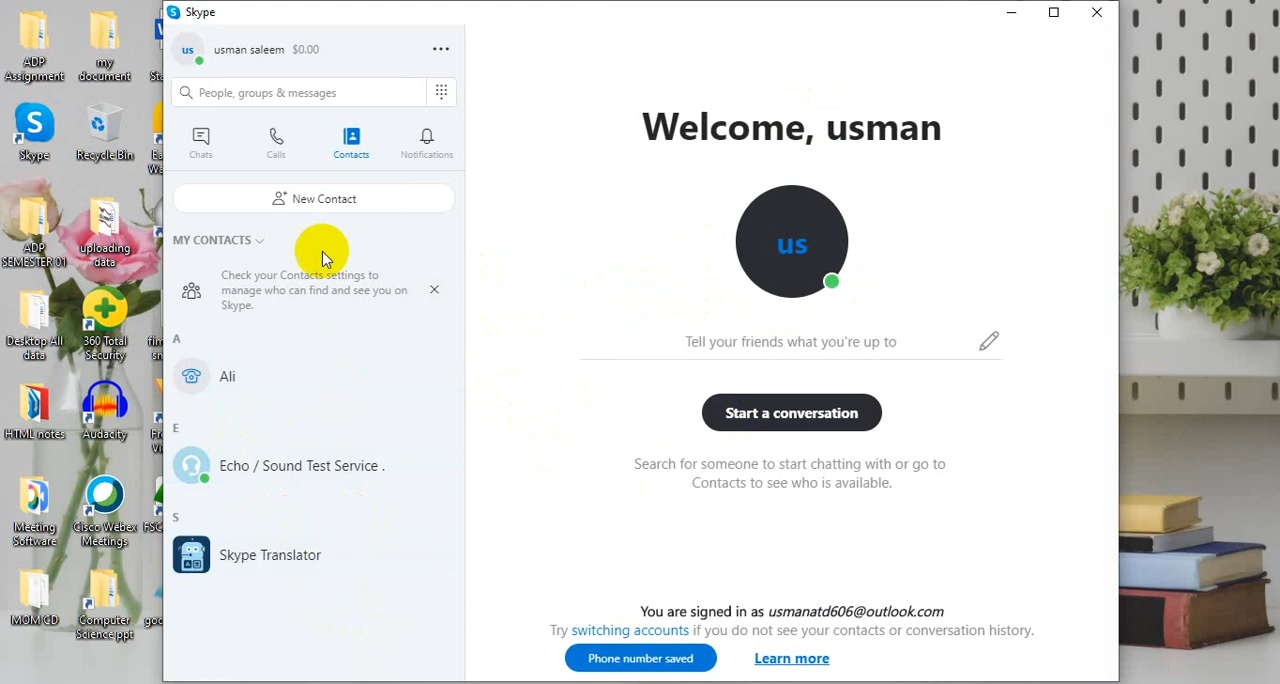 Skype
us usman saleem $0.00
People, groups & messages
Chats Calls Contacts Notifications
New Contact
MY CONTACTS
Check your Contacts settings to
manage who can find and see you on
Skype.
A
Ali
E
Echo / Sound Test Service .
S
Skype Translator
Welcome, usman
us
Tell your friends what you're up to
Start a conversation
Search for someone to start chatting with or go to
Contacts to see who is available.
You are signed in as usmanatd606@outlook.com
Try switching accounts if you do not see your contacts or conversation history.
Phone number saved
Learn more
ADP
Assignment
my
document
Skype
Recycle Bin
ADP
SEMESTER 01
uploading
data
Desktop All
data
360 Total
Security
HTML notes
Audacity
Meeting
Software
Cisco Webex
Meetings
MOM CD
Computer
Science ppt